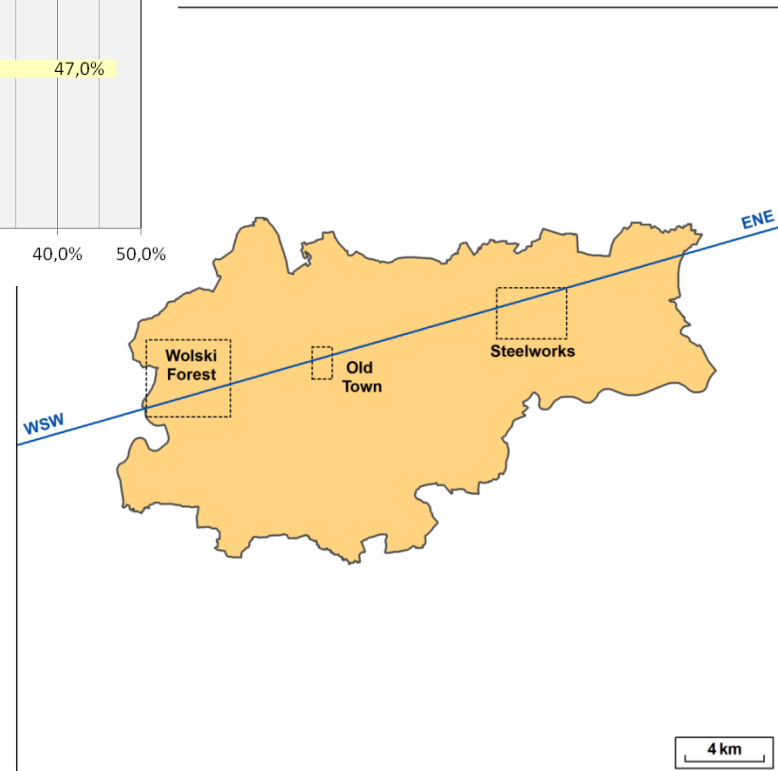 47,0%
40,0% 50,0%
ENE
Wolski
Forest
Old
Town
Steelworks
WSW
4 km